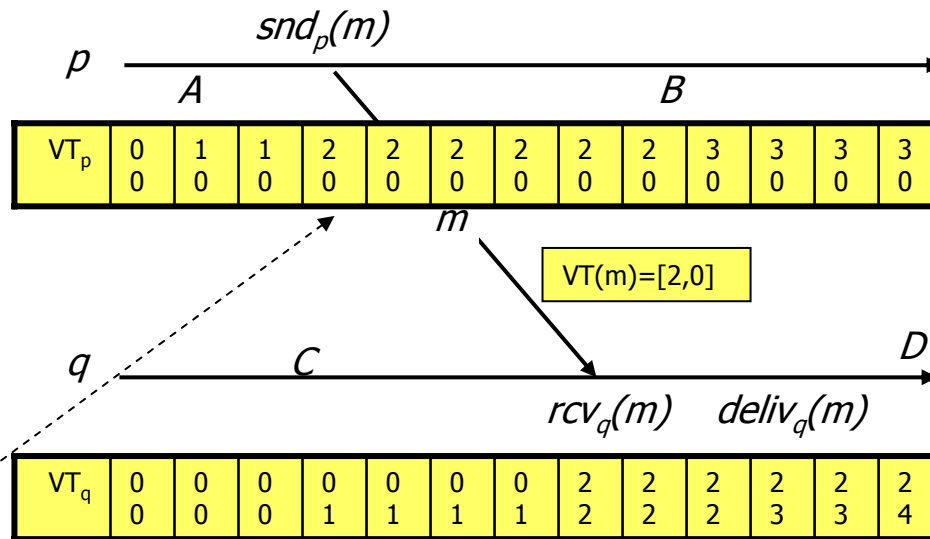 snd_p(m)
p
A B
VT_p 0 1 1 2 2 2 2 2 2 3 3 3 3
0 0 0 0 0 0 0 0 0 0 0 0 0
m
VT(m)=[2,0]
q C D
rcv_q(m) deliv_q(m)
VT_q 0 0 0 0 0 0 0 2 2 2 2 2 2
0 0 0 1 1 1 1 2 2 2 3 3 4